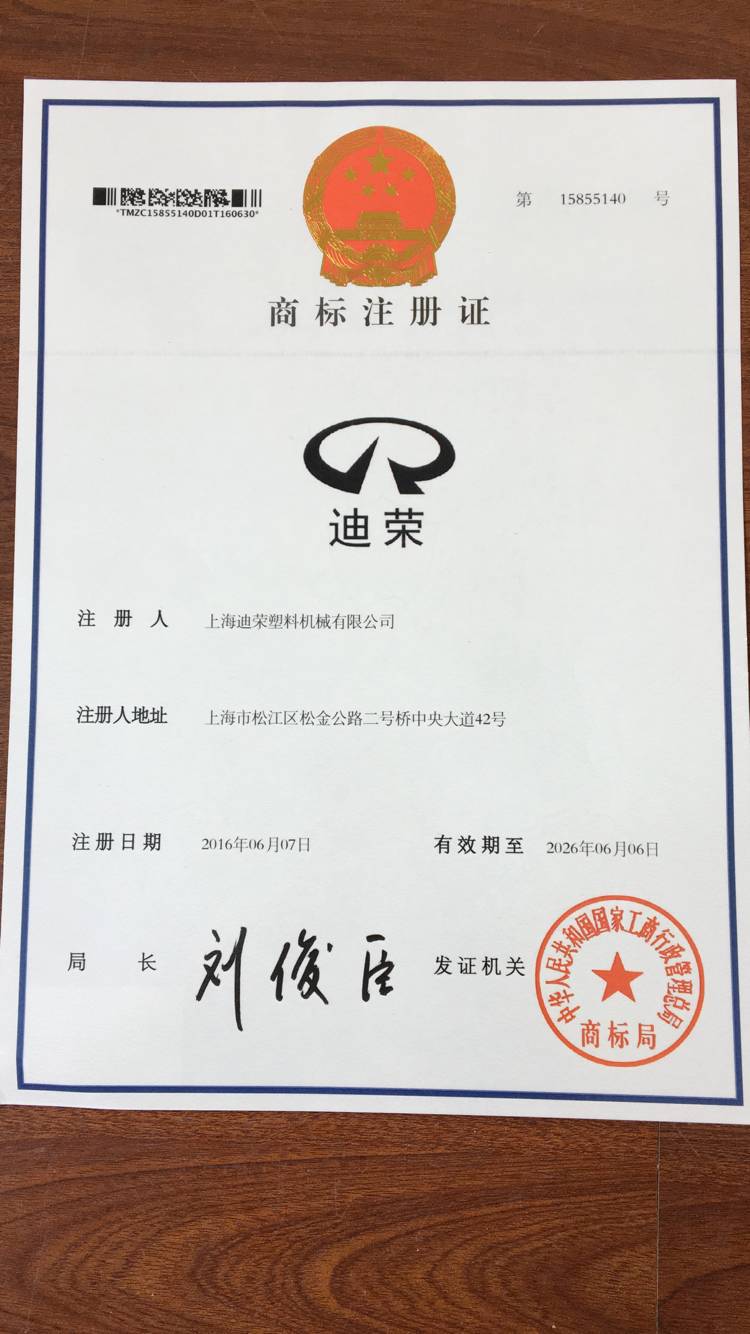 *TMZC15855140D01T160630*
第 15855140 号
商标注册证
迪荣
注册人 上海迪荣塑料机械有限公司
注册人地址 上海市松江区松金公路二号桥中央大道42号
注册日期 2016年06月07日 有效期至 2026年06月06日
局长 刘俊臣 发证机关
中华人民共和国国家工商行政管理总局
商标局